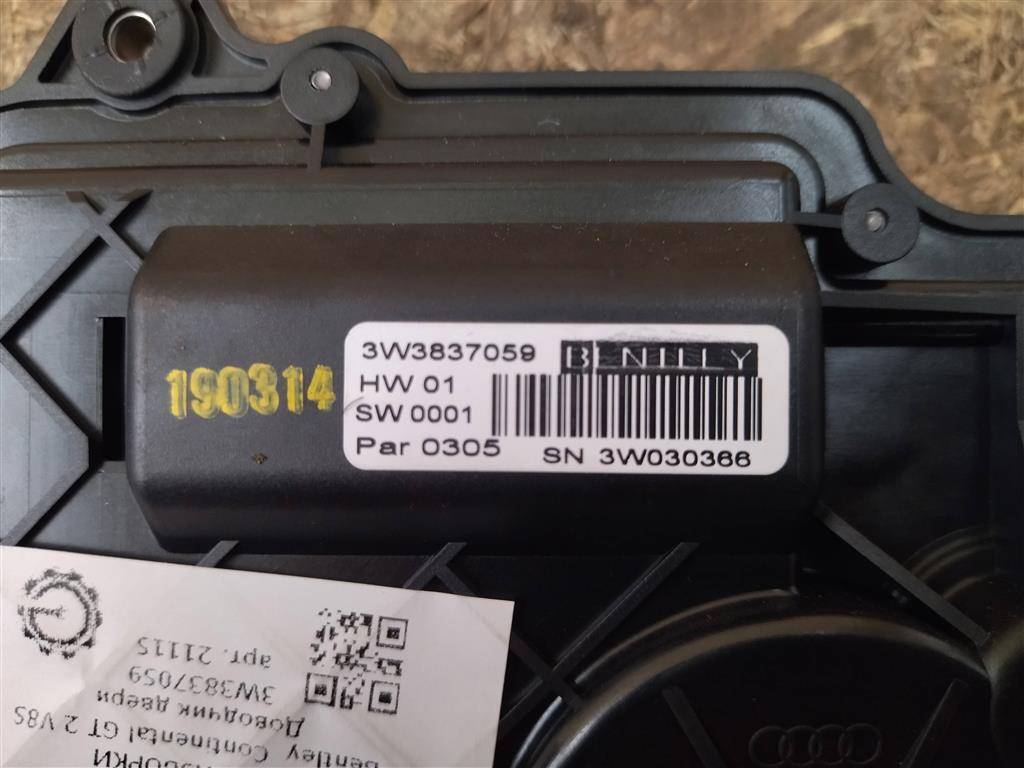 3W3837059 BENTLEY
HW 01
SW 0001
Par 0305 SN 3W030366
190314
Bentley Continental GT 2 V8S
Доводчик двери
3W3837059
арт. 21115